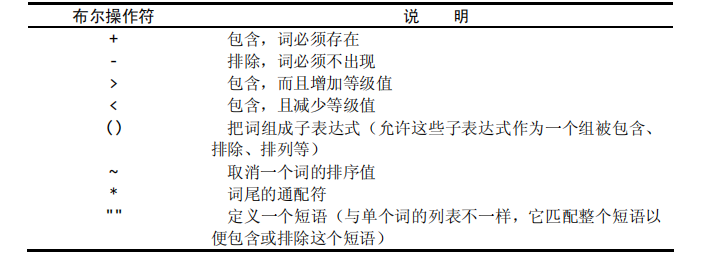 布尔操作符 说 明
+ 包含，词必须存在
- 排除，词必须不出现
> 包含，而且增加等级值
< 包含，且减少等级值
() 把词组成子表达式（允许这些子表达式作为一个组被包含、
排除、排列等）
~ 取消一个词的排序值
* 词尾的通配符
"" 定义一个短语（与单个词的列表不一样，它匹配整个短语以
便包含或排除这个短语）